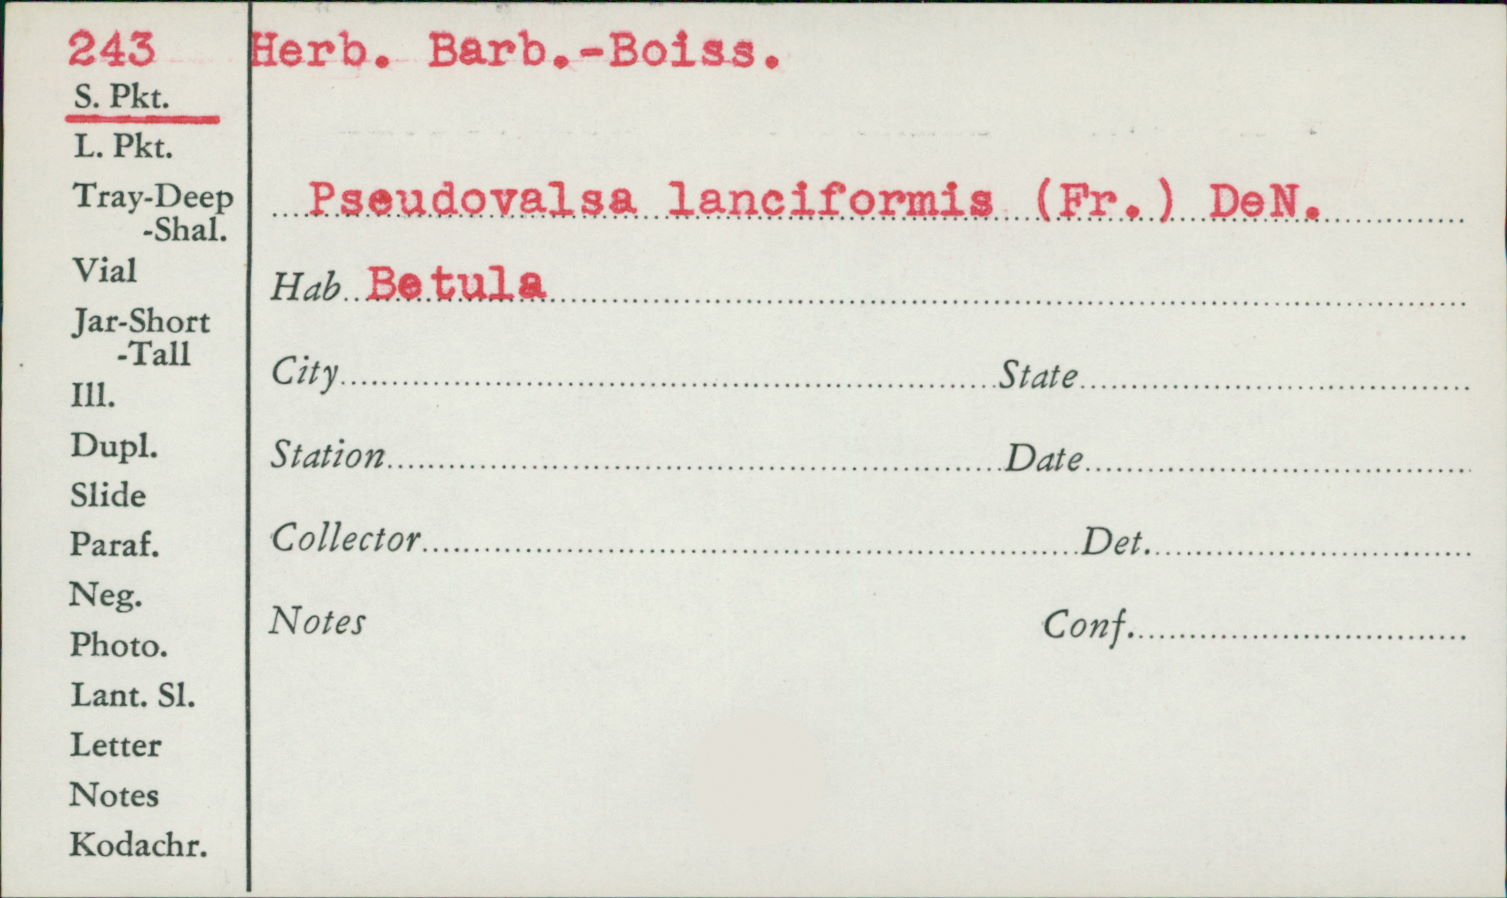 243 Herb. Barb.-Boiss.
S. Pkt.
L. Pkt.
Tray-Deep
-Shal.
Vial
Jar-Short
-Tall
Ill.
Dupl.
Slide
Paraf.
Neg.
Photo.
Lant. Sl.
Letter
Notes
Kodachr.
Pseudovalsa lanciformis (Fr.) DeN.
Hab. Betula
City State
Station Date
Collector Det.
Notes Conf.